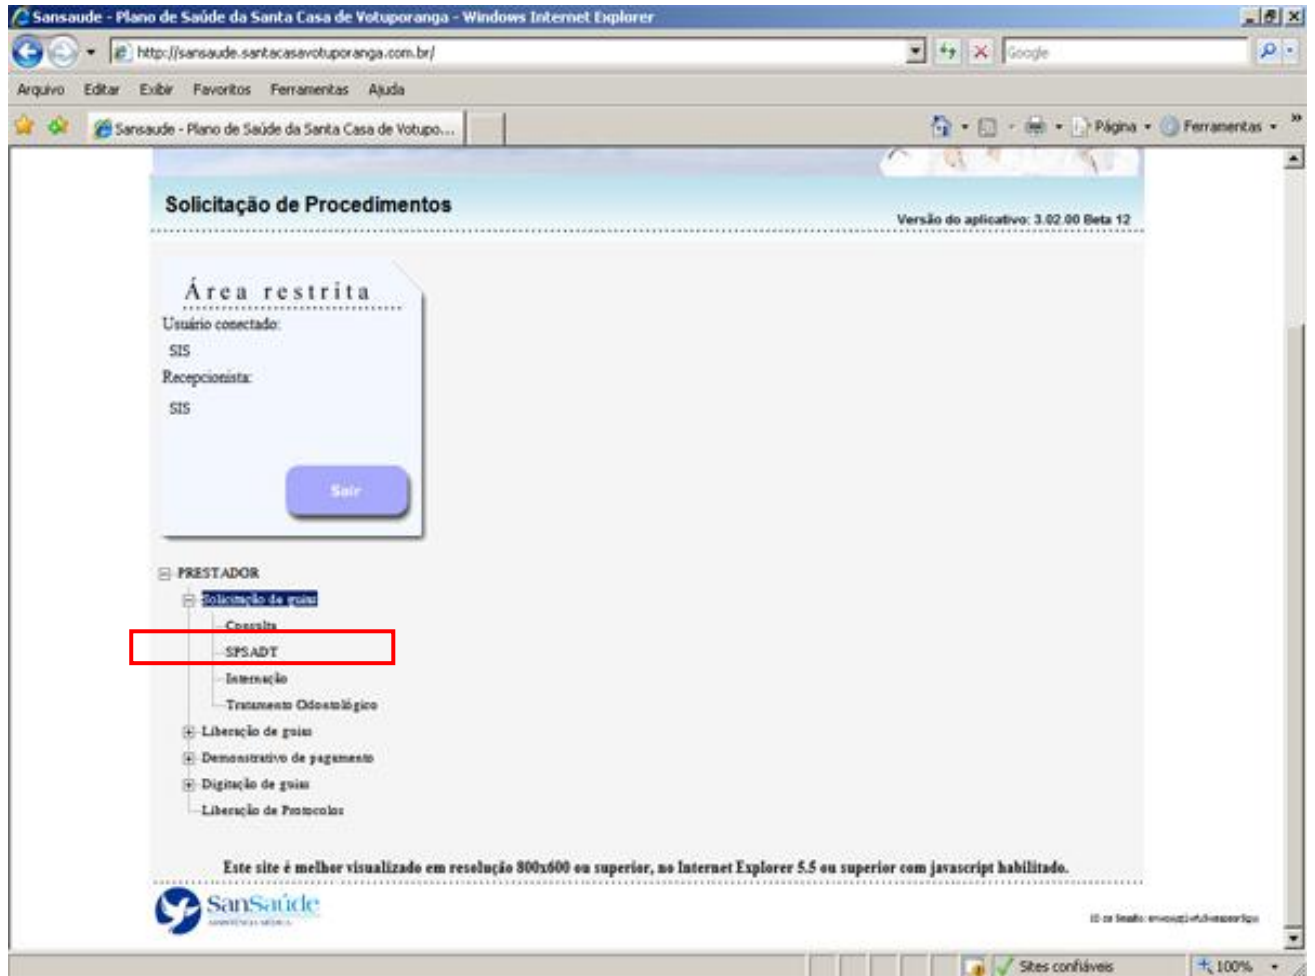 Sansaude - Plano de Saúde da Santa Casa de Votuporanga - Windows Internet Explorer
http://sansaude.santacasavotuporanga.com.br/
Google
Arquivo Editar Exibir Favoritos Ferramentas Ajuda
Sansaude - Plano de Saúde da Santa Casa de Votupo...
Página
Ferramentas
Solicitação de Procedimentos
Versão do aplicativo: 3.02.00 Beta 12
Área restrita
Usuário conectado:
SIS
Recepcionista:
SIS
Sair
PRESTADOR
Solicitação de guias
Consulta
SPSADT
Internação
Tratamento Odontológico
Liberação de guias
Demonstrativo de pagamento
Digitação de guias
Liberação de Protocolos
Este site é melhor visualizado em resolução 800x600 ou superior, no Internet Explorer 5.5 ou superior com javascript habilitado.
SanSaúde
ASSISTÊNCIA MÉDICA
ID da Sessão:
Sites confiáveis
100%